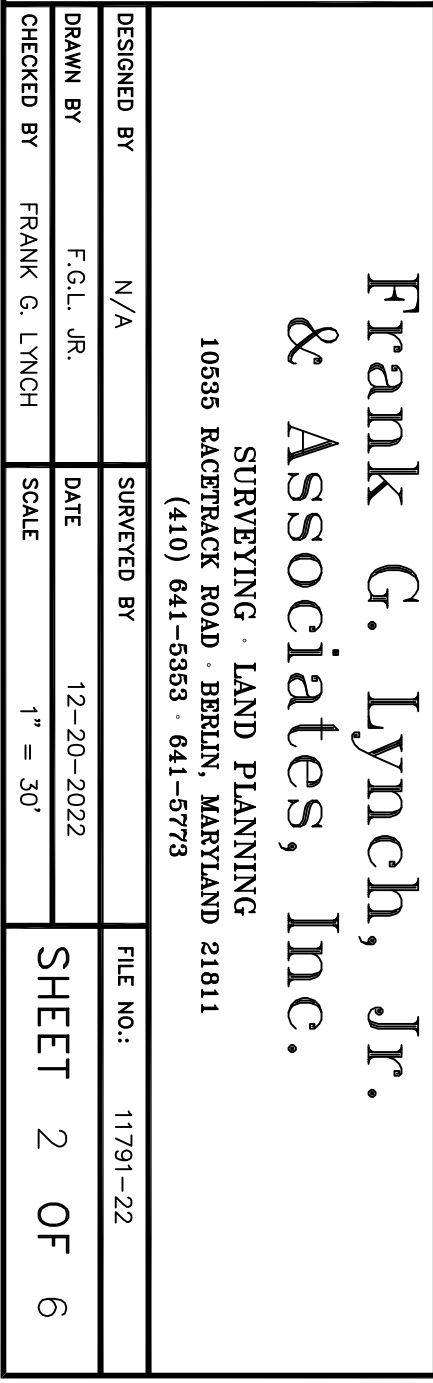 Frank G. Lynch, Jr.
& Associates, Inc.
SURVEYING · LAND PLANNING
10535 RACETRACK ROAD · BERLIN, MARYLAND 21811
(410) 641-5353 · 641-5773
DESIGNED BY N/A SURVEYED BY FILE NO.: 11791-22
DRAWN BY F.G.L. JR. DATE 12-20-2022 SHEET 2 OF 6
CHECKED BY FRANK G. LYNCH SCALE 1" = 30'